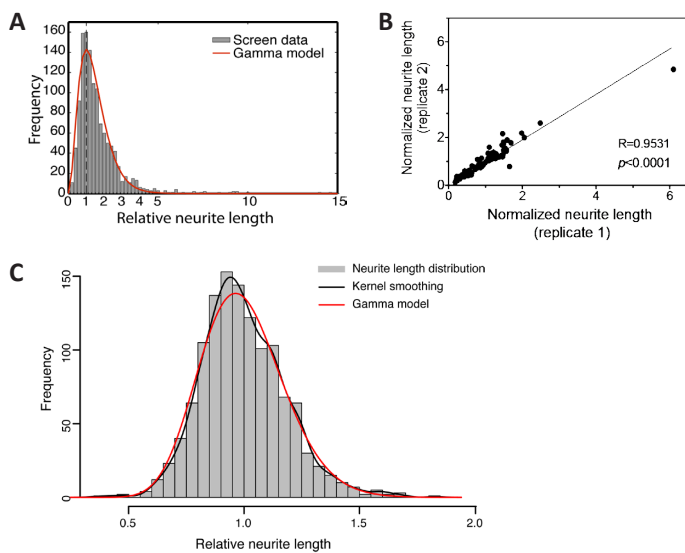 A
160
140
120
100
80
60
40
20
0
Frequency
Screen data
Gamma model
0 1 2 3 4 5 10 15
Relative neurite length
B
6
4
2
0
Normalized neurite length
(replicate 2)
R=0.9531
p<0.0001
0 2 4 6
Normalized neurite length
(replicate 1)
C
150
100
50
0
Frequency
Neurite length distribution
Kernel smoothing
Gamma model
0.5 1.0 1.5 2.0
Relative neurite length